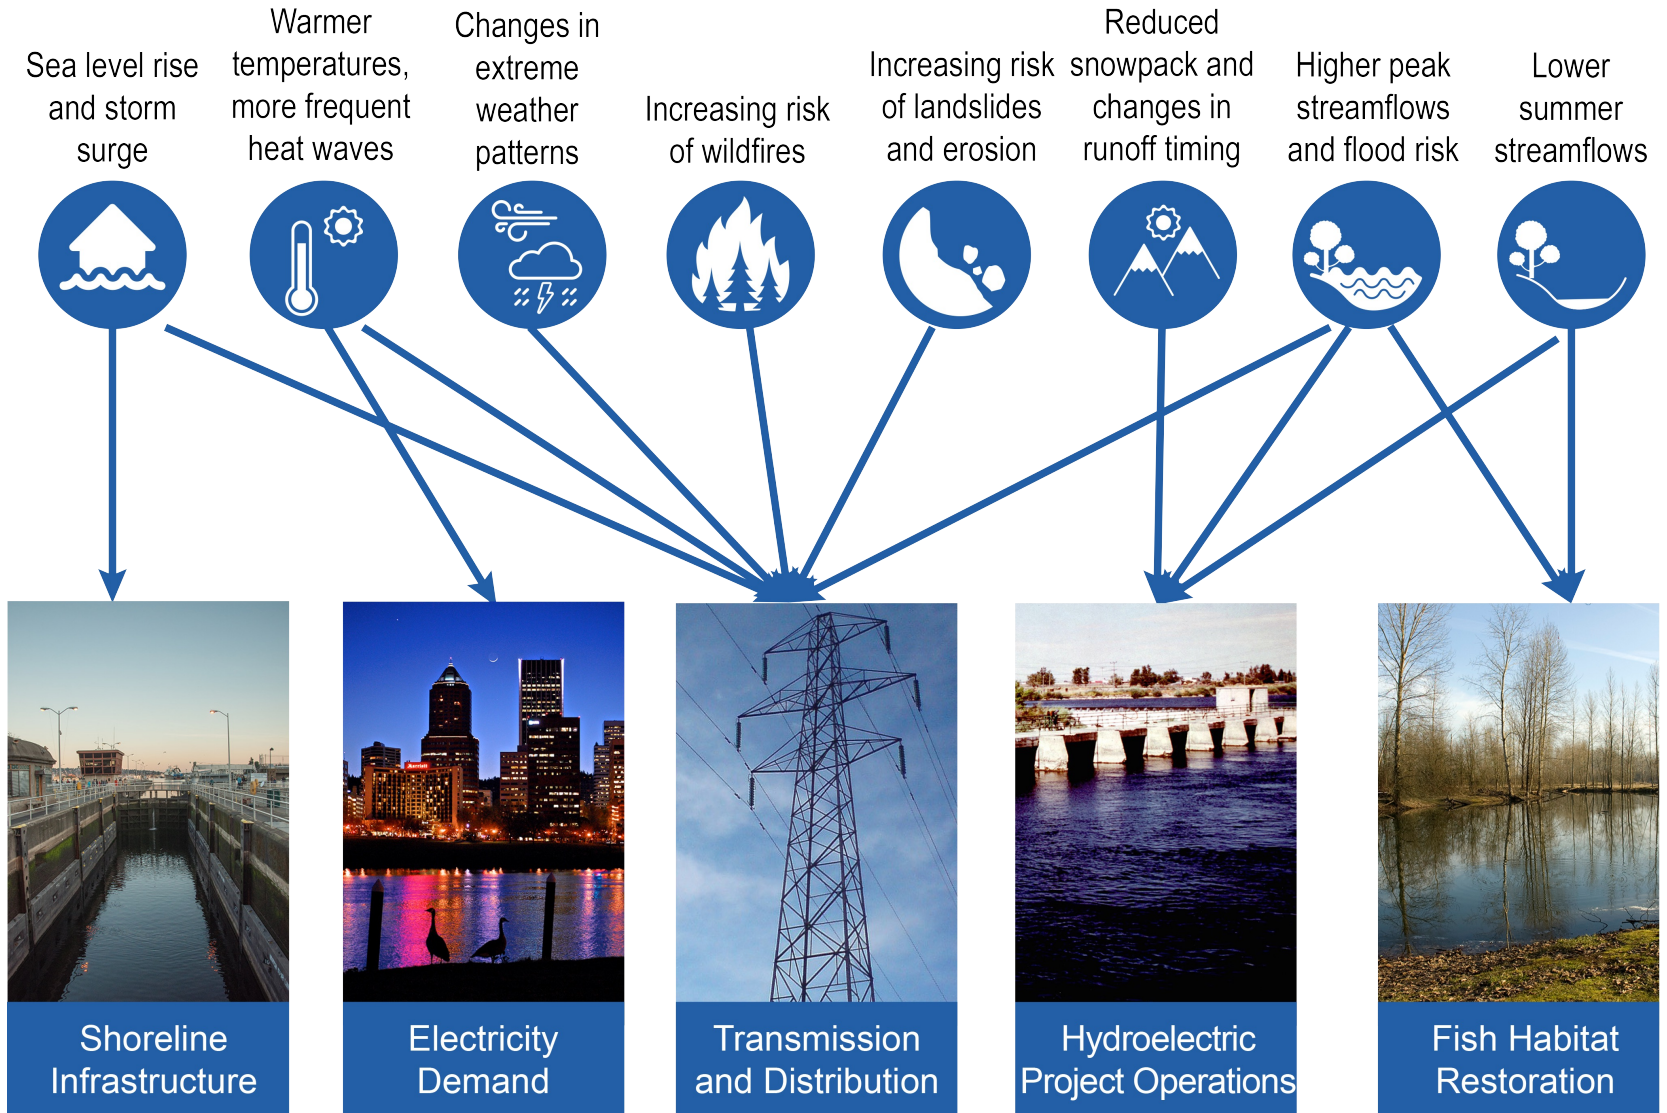 Sea level rise
and storm
surge
Warmer
temperatures,
more frequent
heat waves
Changes in
extreme
weather
patterns
Increasing risk
of wildfires
Increasing risk
of landslides
and erosion
Reduced
snowpack and
changes in
runoff timing
Higher peak
streamflows
and flood risk
Lower
summer
streamflows
Marriott
Shoreline
Infrastructure
Electricity
Demand
Transmission
and Distribution
Hydroelectric
Project Operations
Fish Habitat
Restoration